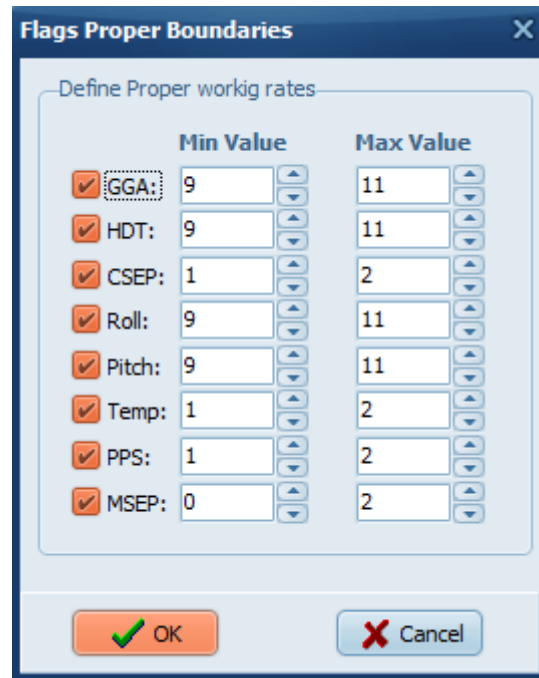 Flags Proper Boundaries
Define Proper workig rates
Min Value Max Value
GGA: 9 11
HDT: 9 11
CSEP: 1 2
Roll: 9 11
Pitch: 9 11
Temp: 1 2
PPS: 1 2
MSEP: 0 2
OK Cancel